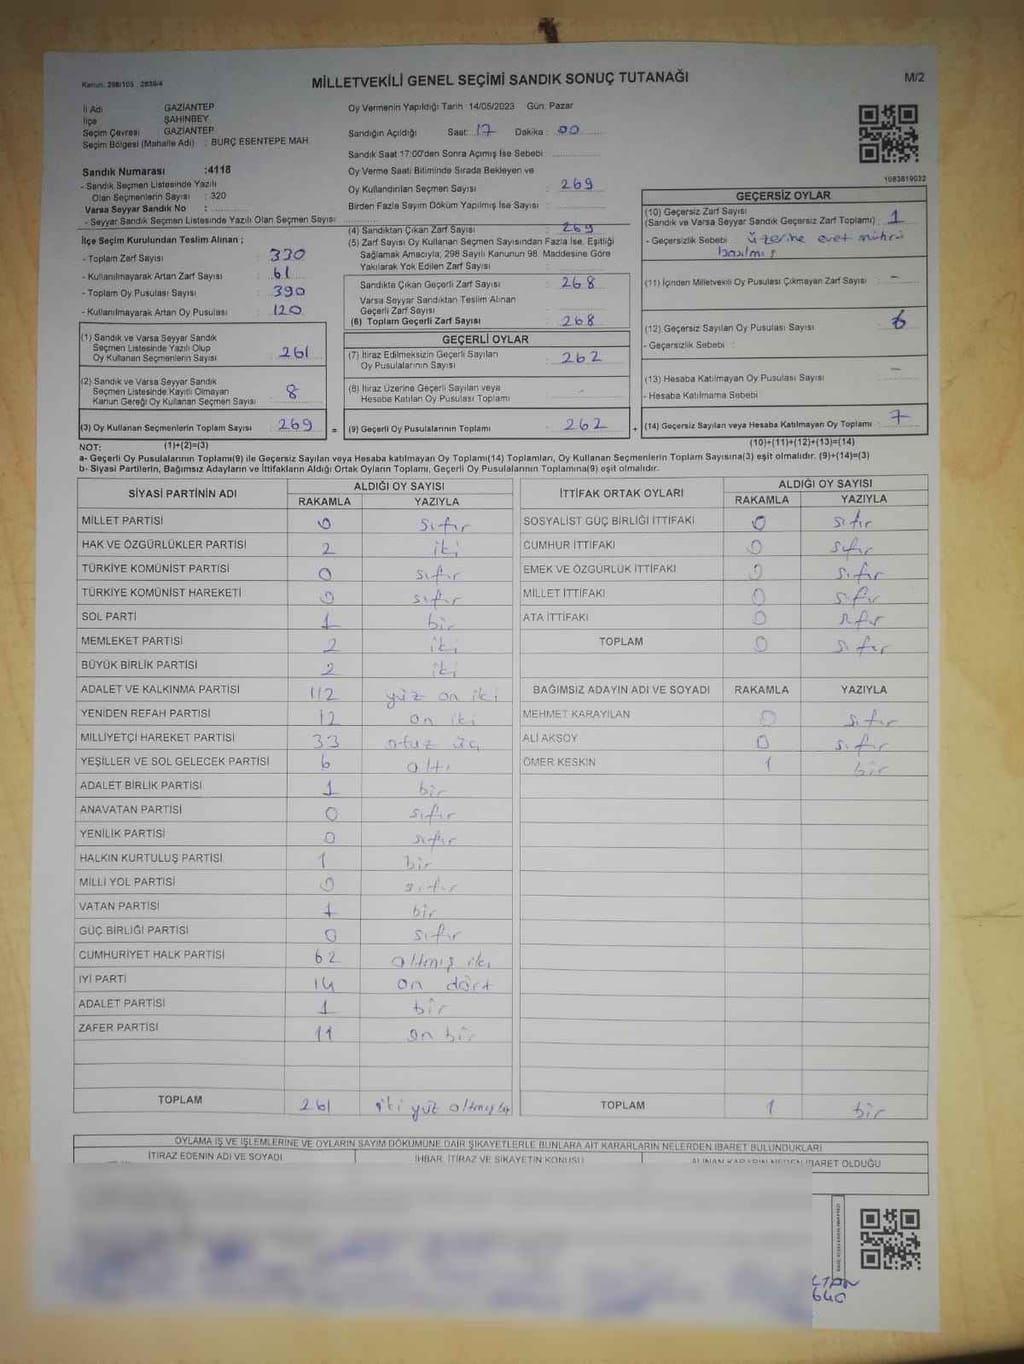 Kanun: 298/105 , 2839/4
MİLLETVEKİLİ GENEL SEÇİMİ SANDIK SONUÇ TUTANAĞI
M/2
İl Adı GAZİANTEP
İlçe ŞAHİNBEY
Seçim Çevresi GAZİANTEP
Seçim Bölgesi (Mahalle Adı) : BURÇ ESENTEPE MAH
Sandık Numarası :4118
- Sandık Seçmen Listesinde Yazılı
Olan Seçmenlerin Sayısı : 320
Varsa Seyyar Sandık No :
- Seyyar Sandık Seçmen Listesinde Yazılı Olan Seçmen Sayısı
İlçe Seçim Kurulundan Teslim Alınan ;
- Toplam Zarf Sayısı : 330
- Kullanılmayarak Artan Zarf Sayısı : 61
- Toplam Oy Pusulası Sayısı : 390
- Kullanılmayarak Artan Oy Pusulası : 120
(1) Sandık ve Varsa Seyyar Sandık
Seçmen Listesinde Yazılı Olup
Oy Kullanan Seçmenlerin Sayısı 261
(2) Sandık ve Varsa Seyyar Sandık
Seçmen Listesinde Kayıtlı Olmayan
Kanun Gereği Oy Kullanan Seçmen Sayısı 8
(3) Oy Kullanan Seçmenlerin Toplam Sayısı 269 =
Oy Vermenin Yapıldığı Tarih :14/05/2023 Gün: Pazar
Sandığın Açıldığı Saat: 17 Dakika : 00
Sandık Saat 17:00'den Sonra Açılmış İse Sebebi :
Oy Verme Saati Bitiminde Sırada Bekleyen ve
Oy Kullandırılan Seçmen Sayısı : 269
Birden Fazla Sayım Döküm Yapılmış İse Sayısı :
(4) Sandıktan Çıkan Zarf Sayısı : 269
(5) Zarf Sayısı Oy Kullanan Seçmen Sayısından Fazla İse, Eşitliği
Sağlamak Amacıyla, 298 Sayılı Kanunun 98. Maddesine Göre
Yakılarak Yok Edilen Zarf Sayısı :
Sandıkta Çıkan Geçerli Zarf Sayısı : 268
Varsa Seyyar Sandıktan Teslim Alınan
Geçerli Zarf Sayısı :
(6) Toplam Geçerli Zarf Sayısı : 268
GEÇERLİ OYLAR
(7) İtiraz Edilmeksizin Geçerli Sayılan
Oy Pusulalarının Sayısı : 262
(8) İtiraz Üzerine Geçerli Sayılan veya
Hesaba Katılan Oy Pusulası Toplamı : -
(9) Geçerli Oy Pusulalarının Toplamı : 262 +
1083819032
GEÇERSİZ OYLAR
(10) Geçersiz Zarf Sayısı
(Sandık ve Varsa Seyyar Sandık Geçersiz Zarf Toplamı) : 1
- Geçersizlik Sebebi : üzerine evet mührü
basılmış
(11) İçinden Milletvekili Oy Pusulası Çıkmayan Zarf Sayısı : -
(12) Geçersiz Sayılan Oy Pusulası Sayısı : 6
- Geçersizlik Sebebi :
(13) Hesaba Katılmayan Oy Pusulası Sayısı : -
- Hesaba Katılmama Sebebi :
(14) Geçersiz Sayılan veya Hesaba Katılmayan Oy Toplamı : 7
NOT: (1)+(2)=(3) (10)+(11)+(12)+(13)=(14)
a- Geçerli Oy Pusulalarının Toplamı(9) ile Geçersiz Sayılan veya Hesaba katılmayan Oy Toplamı(14) Toplamları, Oy Kullanan Seçmenlerin Toplam Sayısına(3) eşit olmalıdır. (9)+(14)=(3)
b- Siyasi Partilerin, Bağımsız Adayların ve İttifakların Aldığı Ortak Oyların Toplamı, Geçerli Oy Pusulalarının Toplamına(9) eşit olmalıdır.
SİYASİ PARTİNİN ADI ALDIĞI OY SAYISI
RAKAMLA YAZIYLA
MİLLET PARTİSİ 0 sıfır
HAK VE ÖZGÜRLÜKLER PARTİSİ 2 iki
TÜRKİYE KOMÜNİST PARTİSİ 0 sıfır
TÜRKİYE KOMÜNİST HAREKETİ 0 sıfır
SOL PARTİ 1 bir
MEMLEKET PARTİSİ 2 iki
BÜYÜK BİRLİK PARTİSİ 2 iki
ADALET VE KALKINMA PARTİSİ 112 yüz on iki
YENİDEN REFAH PARTİSİ 12 on iki
MİLLİYETÇİ HAREKET PARTİSİ 33 otuz üç
YEŞİLLER VE SOL GELECEK PARTİSİ 6 altı
ADALET BİRLİK PARTİSİ 1 bir
ANAVATAN PARTİSİ 0 sıfır
YENİLİK PARTİSİ 0 sıfır
HALKIN KURTULUŞ PARTİSİ 1 bir
MİLLİ YOL PARTİSİ 0 sıfır
VATAN PARTİSİ 1 bir
GÜÇ BİRLİĞİ PARTİSİ 0 sıfır
CUMHURİYET HALK PARTİSİ 62 altmış iki
İYİ PARTİ 14 on dört
ADALET PARTİSİ 1 bir
ZAFER PARTİSİ 11 on bir
TOPLAM 261 iki yüz altmış bir
İTTİFAK ORTAK OYLARI ALDIĞI OY SAYISI
RAKAMLA YAZIYLA
SOSYALİST GÜÇ BİRLİĞİ İTTİFAKI 0 sıfır
CUMHUR İTTİFAKI 0 sıfır
EMEK VE ÖZGÜRLÜK İTTİFAKI 0 sıfır
MİLLET İTTİFAKI 0 sıfır
ATA İTTİFAKI 0 sıfır
TOPLAM 0 sıfır
BAĞIMSIZ ADAYIN ADI VE SOYADI RAKAMLA YAZIYLA
MEHMET KARAYILAN 0 sıfır
ALİ AKSOY 0 sıfır
ÖMER KESKİN 1 bir
TOPLAM 1 bir
OYLAMA İŞ VE İŞLEMLERİNE VE OYLARIN SAYIM DÖKÜMÜNE DAİR ŞİKAYETLERLE BUNLARA AİT KARARLARIN NELERDEN İBARET BULUNDUKLARI
İTİRAZ EDENİN ADI VE SOYADI İHBAR, İTİRAZ VE ŞİKAYETİN KONUSU ALINAN KARARIN NEDEN İBARET OLDUĞU
640